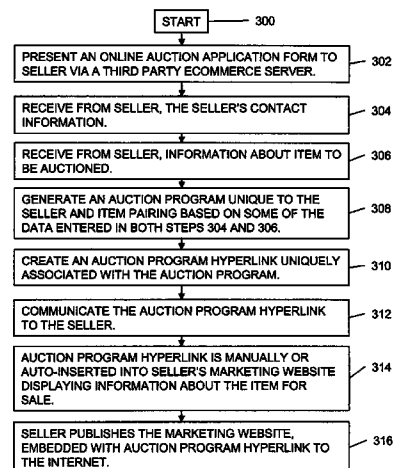 START
300
PRESENT AN ONLINE AUCTION APPLICATION FORM TO
SELLER VIA A THIRD PARTY ECOMMERCE SERVER.
302
RECEIVE FROM SELLER, THE SELLER'S CONTACT
INFORMATION.
304
RECEIVE FROM SELLER, INFORMATION ABOUT ITEM TO
BE AUCTIONED.
306
GENERATE AN AUCTION PROGRAM UNIQUE TO THE
SELLER AND ITEM PAIRING BASED ON SOME OF THE
DATA ENTERED IN BOTH STEPS 304 AND 306.
308
CREATE AN AUCTION PROGRAM HYPERLINK UNIQUELY
ASSOCIATED WITH THE AUCTION PROGRAM.
310
COMMUNICATE THE AUCTION PROGRAM HYPERLINK
TO THE SELLER.
312
AUCTION PROGRAM HYPERLINK IS MANUALLY OR
AUTO-INSERTED INTO SELLER'S MARKETING WEBSITE
DISPLAYING INFORMATION ABOUT THE ITEM FOR
SALE.
314
SELLER PUBLISHES THE MARKETING WEBSITE,
EMBEDDED WITH AUCTION PROGRAM HYPERLINK TO
THE INTERNET.
316